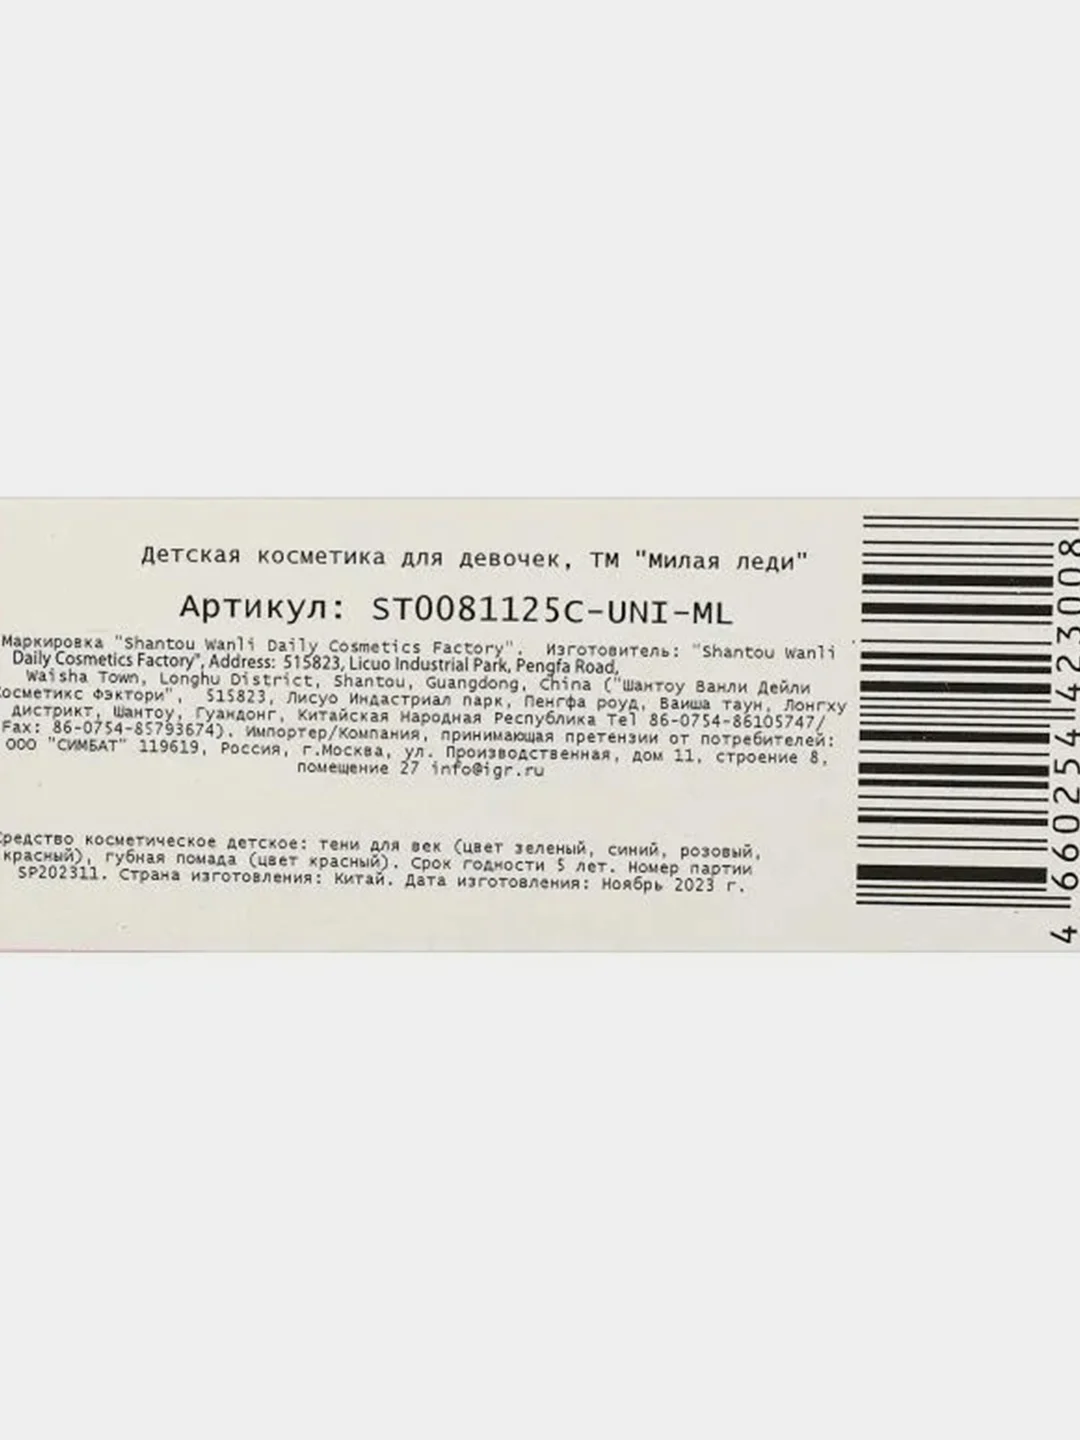 Детская косметика для девочек, ТМ "Милая леди"
Артикул: ST0081125C-UNI-ML
Маркировка "Shantou Wanli Daily Cosmetics Factory". Изготовитель: "Shantou Wanli
Daily Cosmetics Factory", Address: 515823, Licuo Industrial Park, Pengfa Road,
Waisha Town, Longhu District, Shantou, Guangdong, China ("Шантоу Ванли Дейли
Косметикс Фэктори", 515823, Лисуо Индастриал парк, Пенгфа роуд, Ваиша таун, Лонгху
дистрикт, Шантоу, Гуандонг, Китайская Народная Республика Tel 86-0754-86105747/
Fax: 86-0754-85793674). Импортер/Компания, принимающая претензии от потребителей:
ООО "СИМБАТ" 119619, Россия, г.Москва, ул. Производственная, дом 11, строение 8,
помещение 27 info@igr.ru
Средство косметическое детское: тени для век (цвет зеленый, синий, розовый,
красный), губная помада (цвет красный). Срок годности 5 лет. Номер партии
SP202311. Страна изготовления: Китай. Дата изготовления: Ноябрь 2023 г.
4 660254 423008